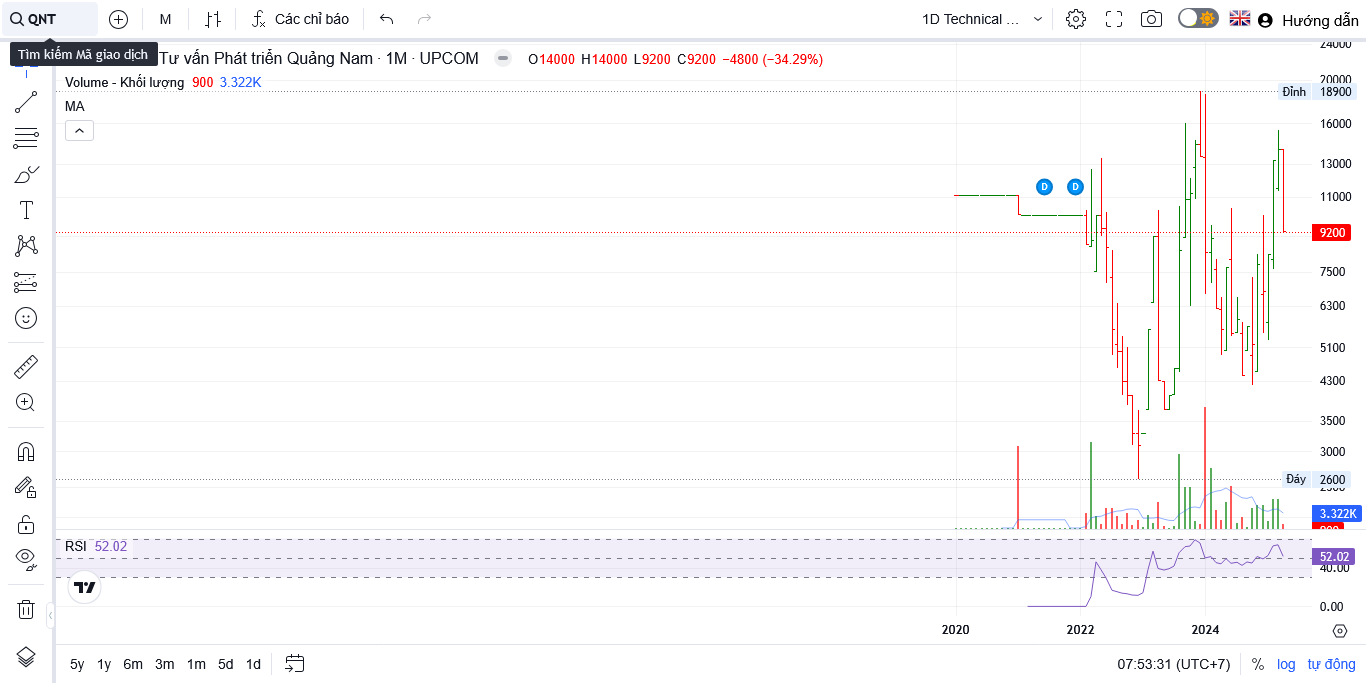 QNT
M
Các chỉ báo
1D Technical ...
Hướng dẫn
Tìm kiếm Mã giao dịch
Tư vấn Phát triển Quảng Nam · 1M · UPCOM
O14000 H14000 L9200 C9200 −4800 (−34.29%)
Volume - Khối lượng 900 3.322K
MA
D
D
24000
20000
Đỉnh 18900
16000
13000
11000
9200
7500
6300
5100
4300
3500
3000
Đáy 2600
2500
3.322K
900
RSI 52.02
52.02
40.00
0.00
2020
2022
2024
5y 1y 6m 3m 1m 5d 1d
07:53:31 (UTC+7)
%
log
tự động